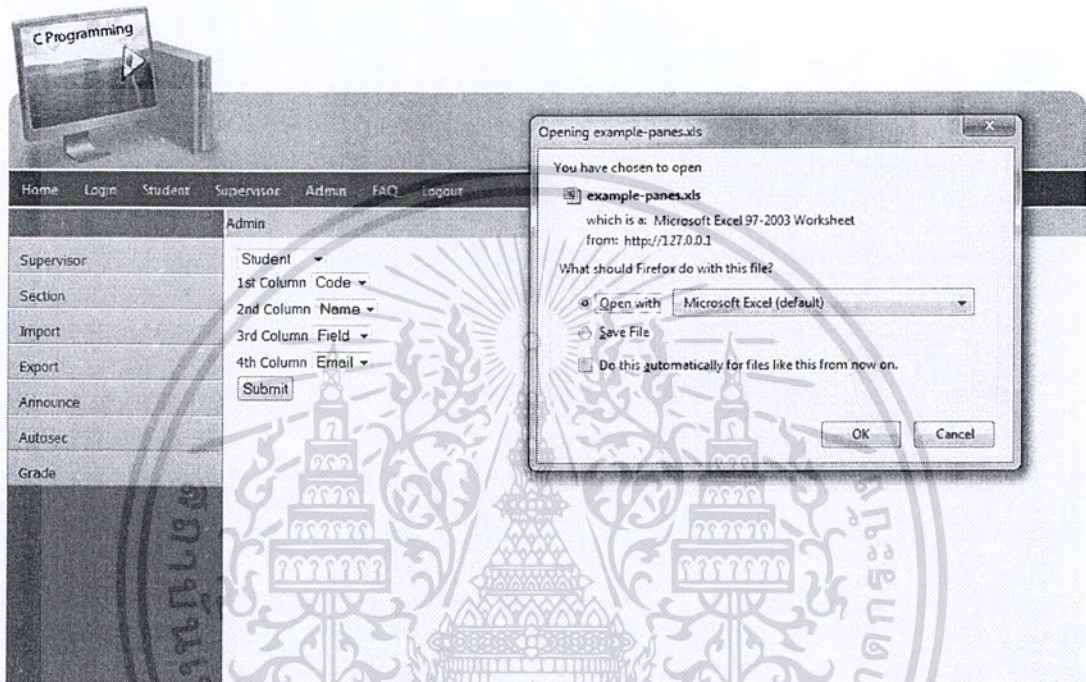 C Programming
Home Login Student Supervisor Admin FAQ Logout
Admin
Supervisor
Section
Import
Export
Announce
Autosec
Grade
Student
1st Column Code
2nd Column Name
3rd Column Field
4th Column Email
Submit
Opening example-panes.xls
You have chosen to open
example-panes.xls
which is a: Microsoft Excel 97-2003 Worksheet
from: http://127.0.0.1
What should Firefox do with this file?
Open with Microsoft Excel (default)
Save File
Do this automatically for files like this from now on.
OK Cancel